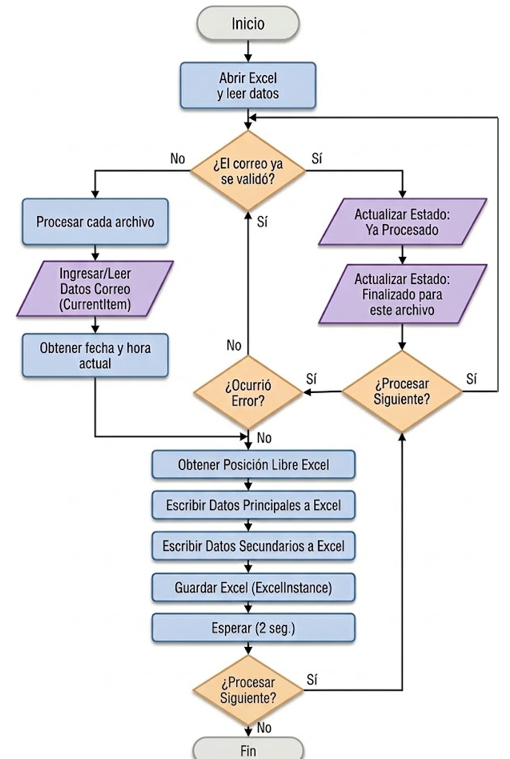 Inicio
Abrir Excel
y leer datos
¿El correo ya
se validó?
No
Sí
Procesar cada archivo
Actualizar Estado:
Ya Procesado
Sí
Ingresar/Leer
Datos Correo
(CurrentItem)
Actualizar Estado:
Finalizado para
este archivo
Obtener fecha y hora
actual
No
¿Ocurrió
Error?
Sí
¿Procesar
Siguiente?
Sí
No
Obtener Posición Libre Excel
Escribir Datos Principales a Excel
Escribir Datos Secundarios a Excel
Guardar Excel (ExcelInstance)
Esperar (2 seg.)
¿Procesar
Siguiente?
Sí
No
Fin